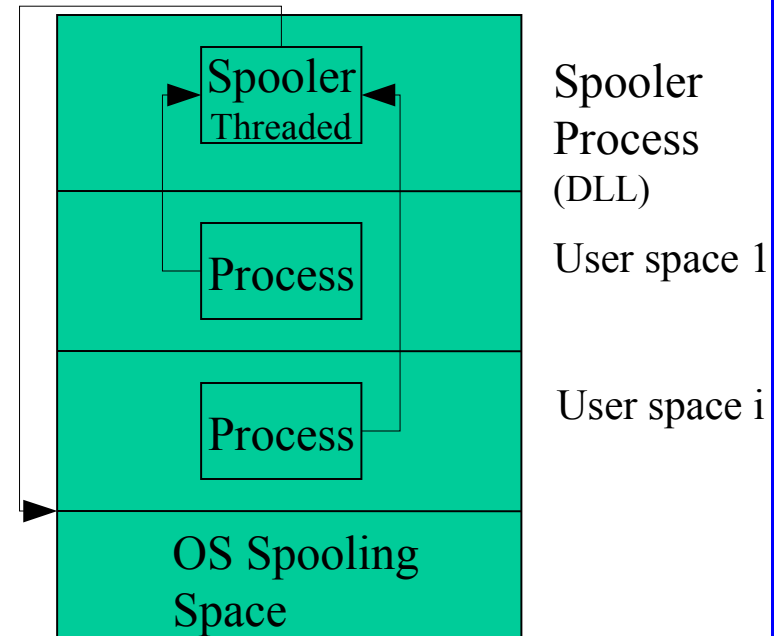 Spooler
Threaded
Spooler
Process
(DLL)
Process
User space 1
Process
User space i
OS Spooling
Space